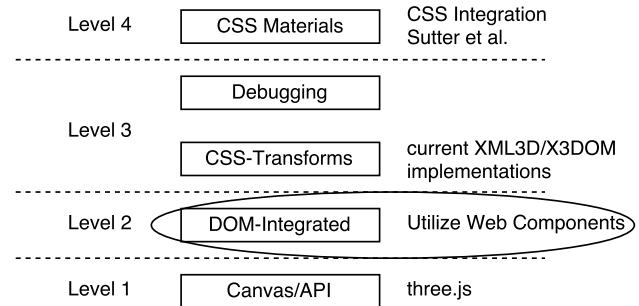 Level 4
CSS Materials
CSS Integration
Sutter et al.
Debugging
Level 3
CSS-Transforms
current XML3D/X3DOM
implementations
Level 2
DOM-Integrated
Utilize Web Components
Level 1
Canvas/API
three.js